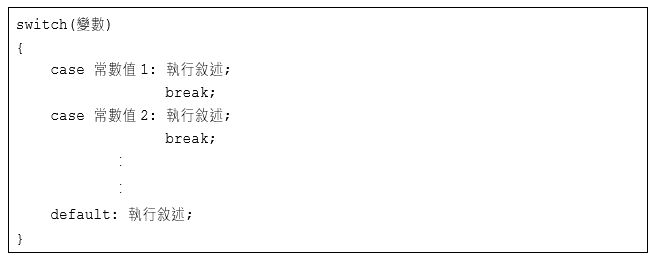 switch(變數)
{
case 常數值 1: 執行敘述;
break;
case 常數值 2: 執行敘述;
break;
:
:
default: 執行敘述;
}